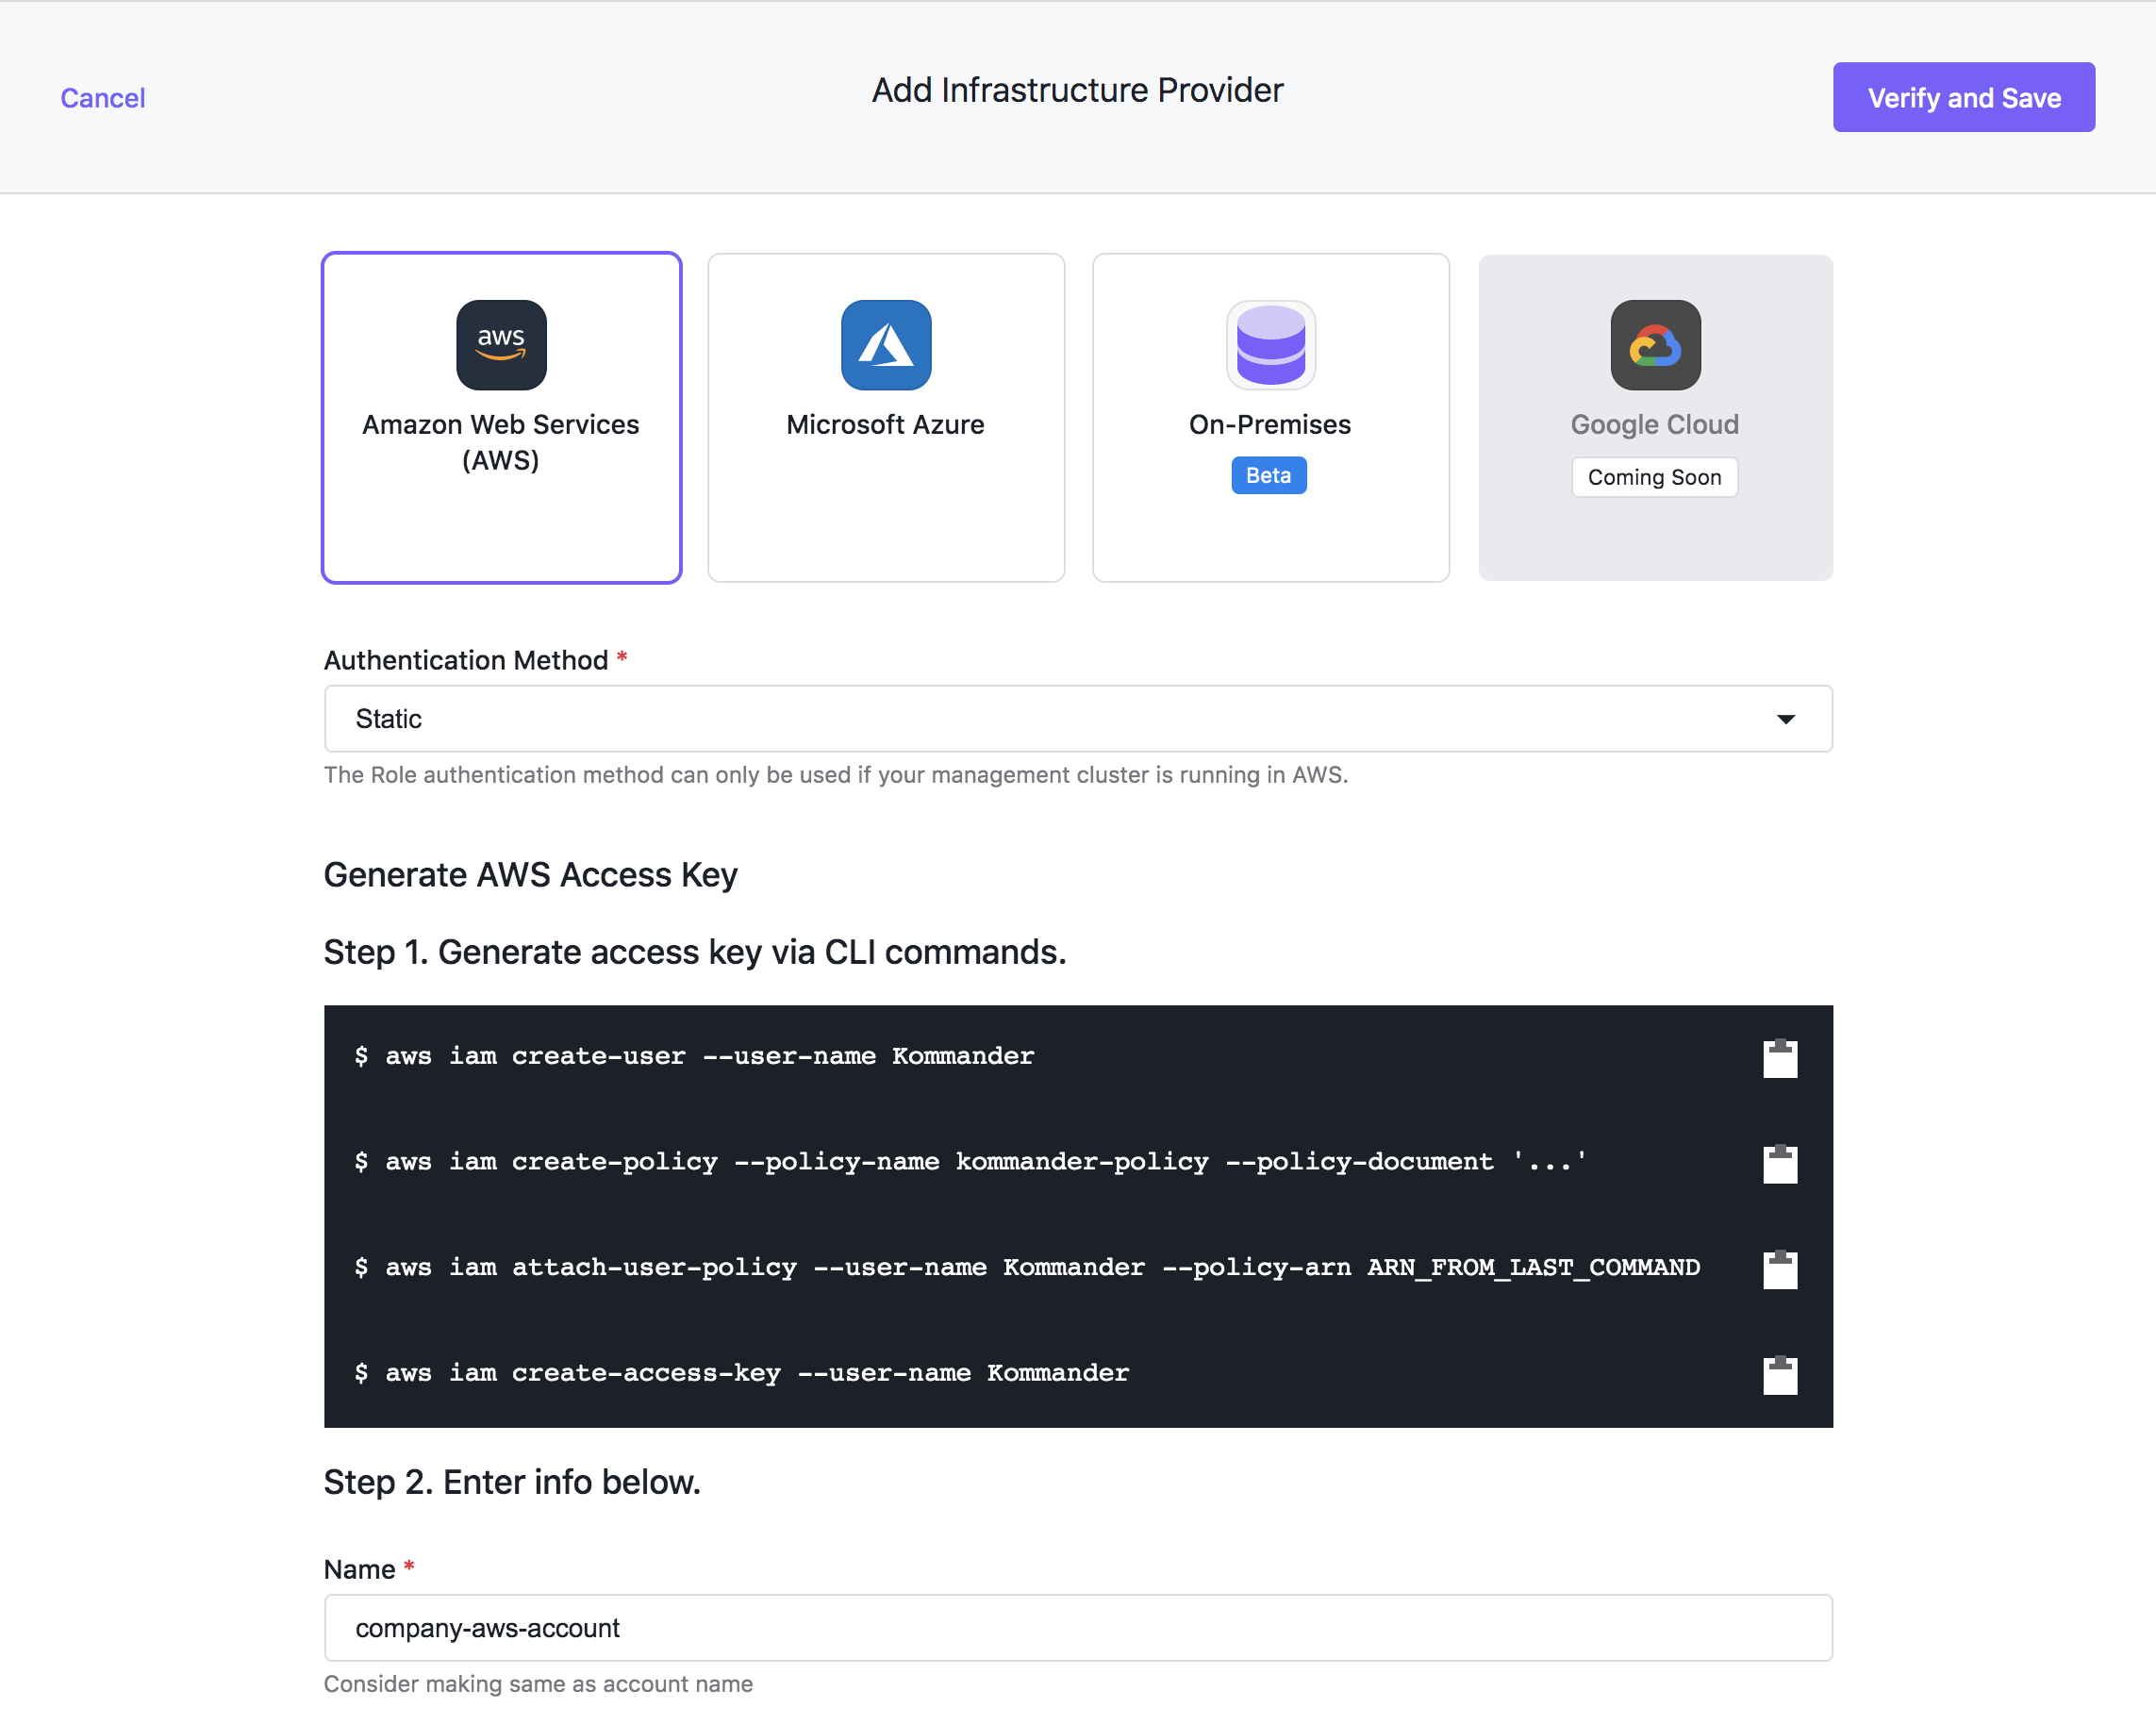 Cancel
Add Infrastructure Provider
Verify and Save
aws
Amazon Web Services
(AWS)
Microsoft Azure
On-Premises
Beta
Google Cloud
Coming Soon
Authentication Method *
Static
The Role authentication method can only be used if your management cluster is running in AWS.
Generate AWS Access Key
Step 1. Generate access key via CLI commands.
$ aws iam create-user --user-name Kommander
$ aws iam create-policy --policy-name kommander-policy --policy-document '...'
$ aws iam attach-user-policy --user-name Kommander --policy-arn ARN_FROM_LAST_COMMAND
$ aws iam create-access-key --user-name Kommander
Step 2. Enter info below.
Name *
company-aws-account
Consider making same as account name